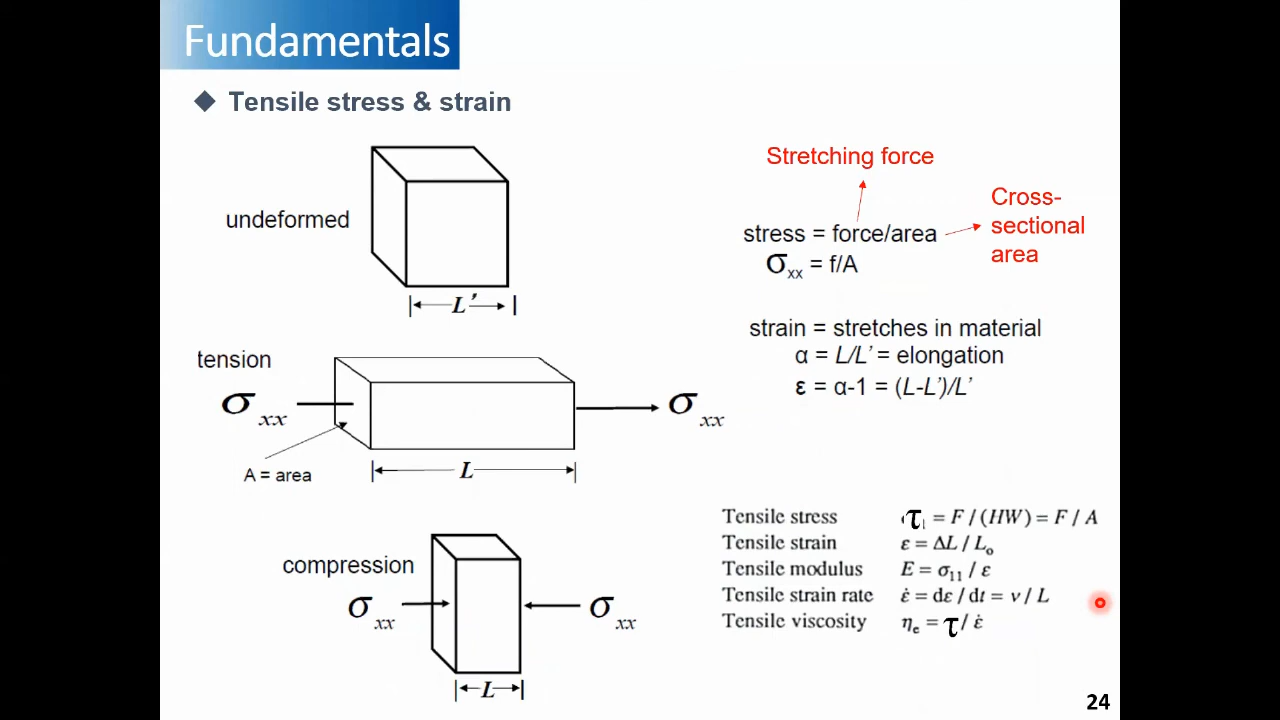 Fundamentals
Tensile stress & strain
undeformed
L'
tension
σxx
σxx
A = area
L
compression
σxx
σxx
L
Stretching force
Cross-
sectional
area
stress = force/area
σxx = f/A
strain = stretches in material
α = L/L' = elongation
ε = α-1 = (L-L')/L'
Tensile stress τ = F / (HW) = F / A
Tensile strain ε = ΔL / Lo
Tensile modulus E = σ11 / ε
Tensile strain rate ε̇ = dε / dt = v / L
Tensile viscosity ηe = τ / ε̇
24